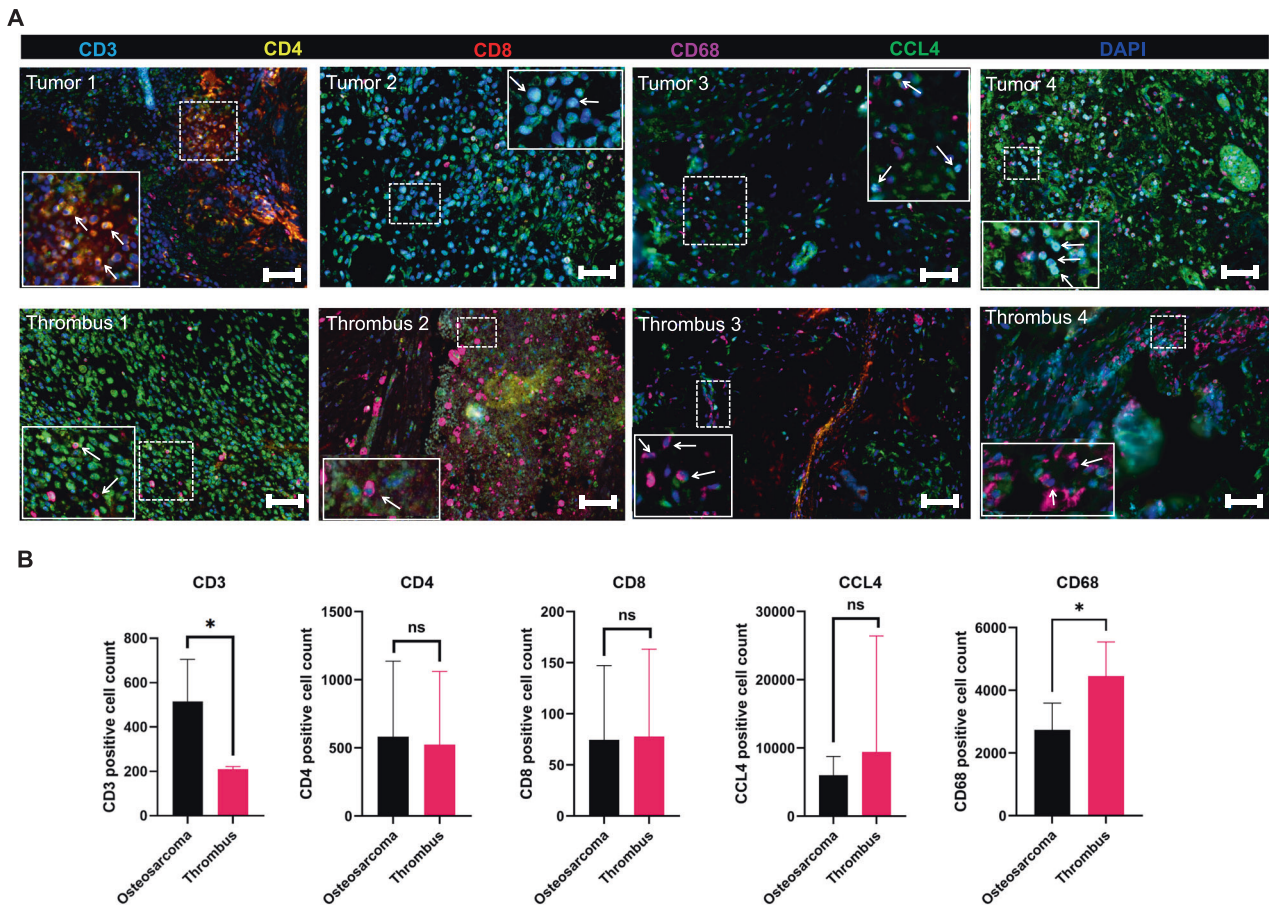 A
CD3 CD4 CD8 CD68 CCL4 DAPI
Tumor 1 Tumor 2 Tumor 3 Tumor 4
Thrombus 1 Thrombus 2 Thrombus 3 Thrombus 4
B
CD3
CD3 positive cell count
800
600
400
200
0
Osteosarcoma
Thrombus
*
CD4
CD4 positive cell count
1500
1000
500
0
Osteosarcoma
Thrombus
ns
CD8
CD8 positive cell count
200
150
100
50
0
Osteosarcoma
Thrombus
ns
CCL4
CCL4 positive cell count
30000
20000
10000
0
Osteosarcoma
Thrombus
ns
CD68
CD68 positive cell count
6000
4000
2000
0
Osteosarcoma
Thrombus
*